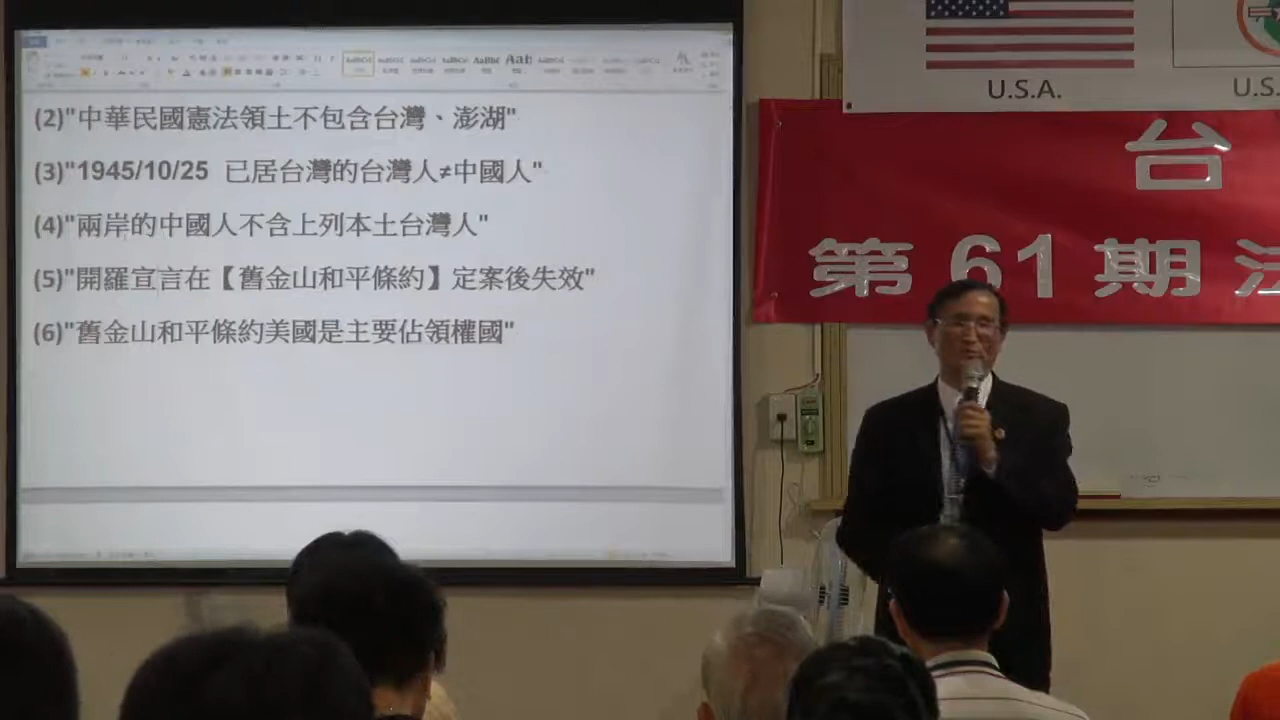 (2)"中華民國憲法領土不包含台灣、澎湖"
(3)"1945/10/25 已居台灣的台灣人≠中國人"
(4)"兩岸的中國人不含上列本土台灣人"
(5)"開羅宣言在【舊金山和平條約】定案後失效"
(6)"舊金山和平條約美國是主要佔領權國"
U.S.A.
U.S.
台
第61期法